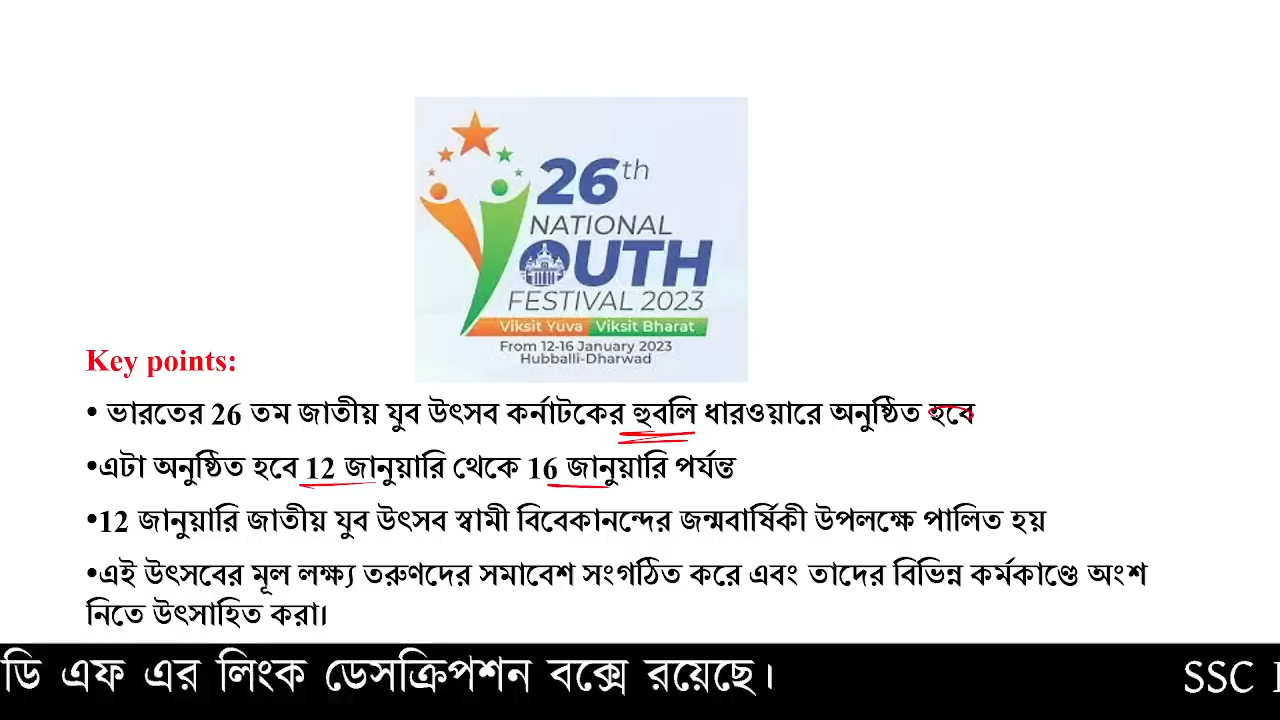 26th
NATIONAL
YOUTH
FESTIVAL 2023
Viksit Yuva Viksit Bharat
From 12-16 January 2023
Hubballi-Dharwad
Key points:
• ভারতের 26 তম জাতীয় যুব উৎসব কর্নাটকের হুবলি ধারওয়ারে অনুষ্ঠিত হবে
•এটা অনুষ্ঠিত হবে 12 জানুয়ারি থেকে 16 জানুয়ারি পর্যন্ত
•12 জানুয়ারি জাতীয় যুব উৎসব স্বামী বিবেকানন্দের জন্মবার্ষিকী উপলক্ষে পালিত হয়
•এই উৎসবের মূল লক্ষ্য তরুণদের সমাবেশ সংগঠিত করে এবং তাদের বিভিন্ন কর্মকাণ্ডে অংশ
নিতে উৎসাহিত করা।
ডি এফ এর লিংক ডেসক্রিপশন বক্সে রয়েছে। SSC